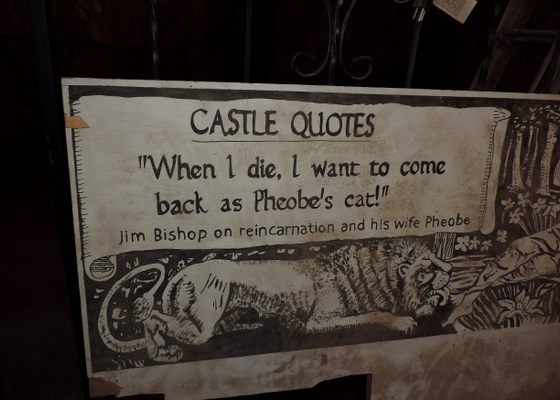 CASTLE QUOTES
"When I die, I want to come
back as Pheobe's cat!"
Jim Bishop on reincarnation and his wife Pheobe